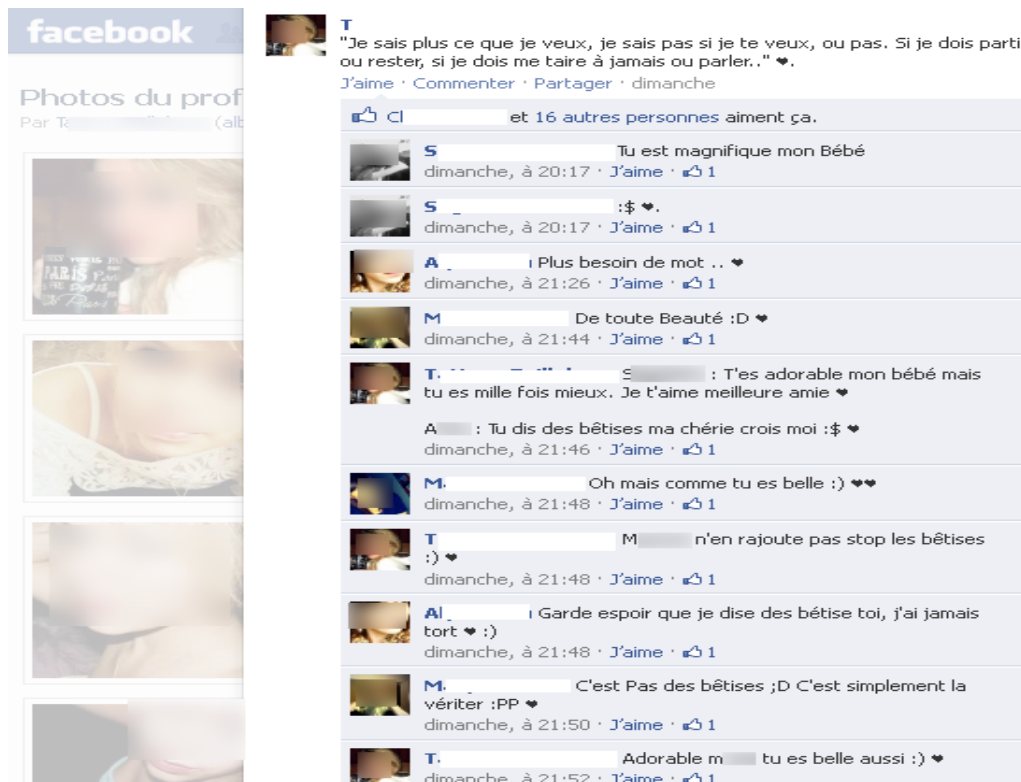 facebook
Photos du prof
Par T (alb
T
"Je sais plus ce que je veux, je sais pas si je te veux, ou pas. Si je dois parti
ou rester, si je dois me taire à jamais ou parler.." ❤.
J'aime · Commenter · Partager · dimanche
Cl et 16 autres personnes aiment ça.
S Tu est magnifique mon Bébé
dimanche, à 20:17 · J'aime · 1
S :$ ❤.
dimanche, à 20:17 · J'aime · 1
A Plus besoin de mot .. ❤
dimanche, à 21:26 · J'aime · 1
M De toute Beauté :D ❤
dimanche, à 21:44 · J'aime · 1
T. S : T'es adorable mon bébé mais
tu es mille fois mieux. Je t'aime meilleure amie ❤
A : Tu dis des bêtises ma chérie crois moi :$ ❤
dimanche, à 21:46 · J'aime · 1
M. Oh mais comme tu es belle :) ❤❤
dimanche, à 21:48 · J'aime · 1
T M n'en rajoute pas stop les bêtises
:) ❤
dimanche, à 21:48 · J'aime · 1
Al Garde espoir que je dise des bétise toi, j'ai jamais
tort ❤ :)
dimanche, à 21:48 · J'aime · 1
M. C'est Pas des bêtises ;D C'est simplement la
vériter :PP ❤
dimanche, à 21:50 · J'aime · 1
T. Adorable m tu es belle aussi :) ❤
dimanche, à 21:52 · J'aime · 1